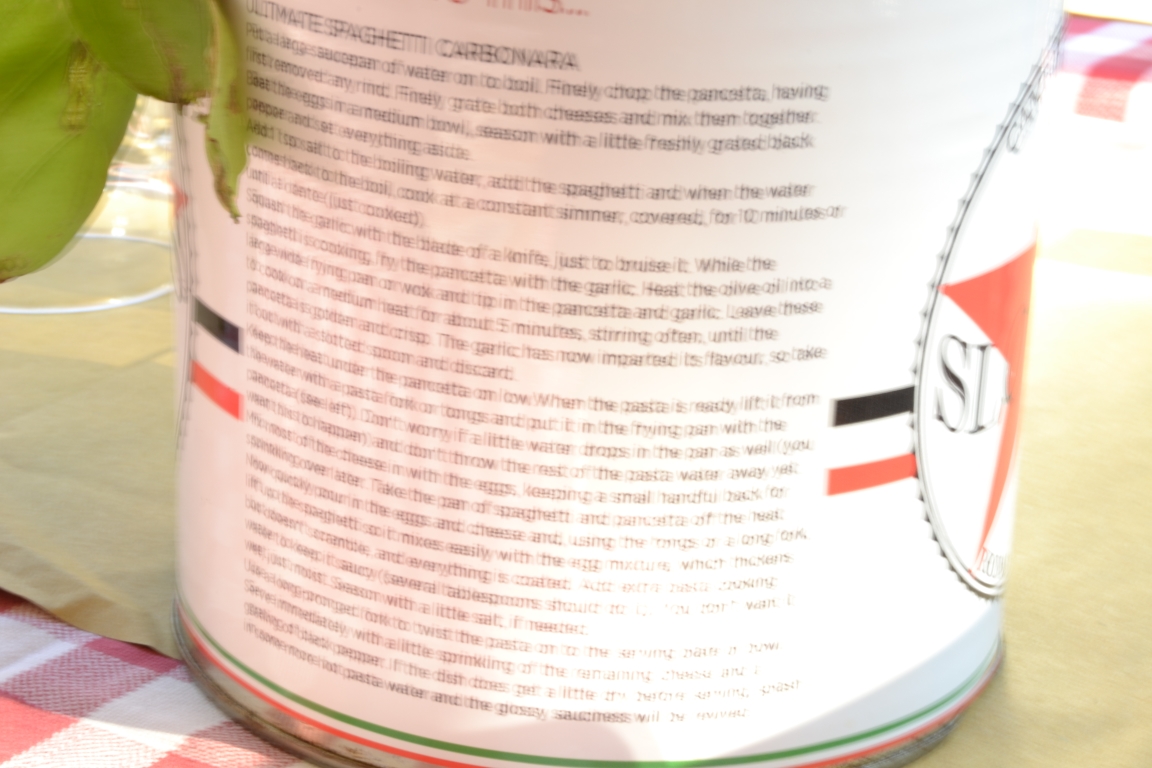 THIS...
ULTIMATE SPAGHETTI CARBONARA
Put a large saucepan of water on to boil. Finely chop the pancetta, having
first removed any rind. Finely grate both cheeses and mix them together.
Beat the eggs in a medium bowl, season with a little freshly grated black
pepper and set everything aside.
Add 1 tsp salt to the boiling water, add the spaghetti and when the water
comes back to the boil, cook at a constant simmer, covered, for 10 minutes or
until al dente (just cooked).
Squash the garlic with the blade of a knife, just to bruise it. While the
spaghetti is cooking, fry the pancetta with the garlic. Heat the olive oil into a
large wide frying pan or wok and tip in the pancetta and garlic. Leave these
to cook on a medium heat for about 5 minutes, stirring often, until the
pancetta is golden and crisp. The garlic has now imparted its flavour, so take
it out with a slotted spoon and discard.
Keep the heat under the pancetta on low. When the pasta is ready, lift it from
the water with a pasta fork or tongs and put it in the frying pan with the
pancetta (see left). Don't worry if a little water drops in the pan as well (you
want this to happen) and don't throw the rest of the pasta water away yet.
Mix most of the cheese in with the eggs, keeping a small handful back for
sprinkling over later. Take the pan of spaghetti and pancetta off the heat.
Now quickly pour in the eggs and cheese and, using the tongs or a long fork,
lift up the spaghetti so it mixes easily with the egg mixture, which thickens
but doesn't scramble, and everything is coated. Add extra pasta cooking
water to keep it saucy (several tablespoons should do it). You don't want it
wet, just moist. Season with a little salt, if needed.
Use a long-pronged fork to twist the pasta on to the serving plate or bowl.
Serve immediately with a little sprinkling of the remaining cheese and a
grating of black pepper. If the dish does get a little dry before serving, splash
in some more hot pasta water and the glossy sauciness will be revived.
SL